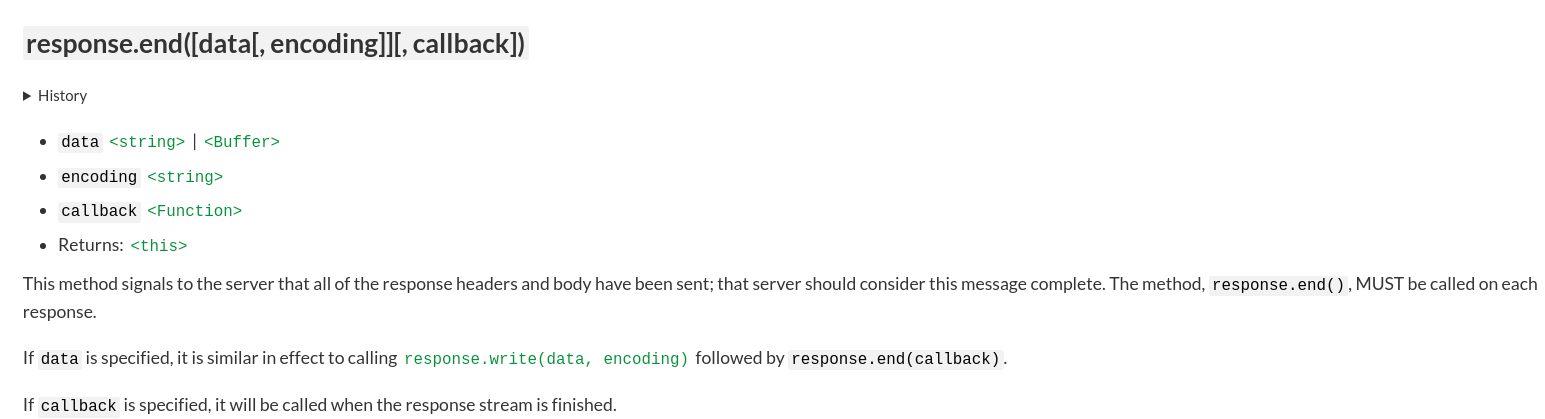 response.end([data[, encoding]][, callback])
▶ History
• data <string> | <Buffer>
• encoding <string>
• callback <Function>
• Returns: <this>
This method signals to the server that all of the response headers and body have been sent; that server should consider this message complete. The method, response.end(), MUST be called on each
response.
If data is specified, it is similar in effect to calling response.write(data, encoding) followed by response.end(callback).
If callback is specified, it will be called when the response stream is finished.